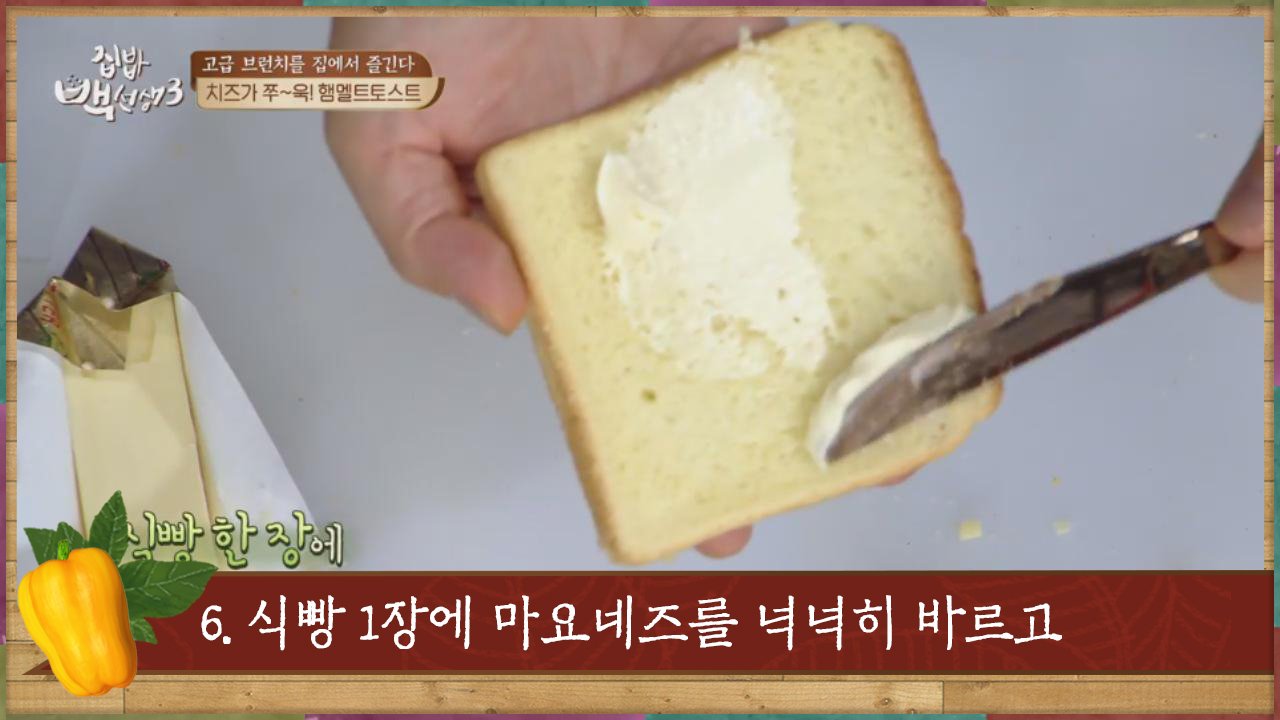 집밥
백선생3
고급 브런치를 집에서 즐긴다
치즈가 쭈~욱! 햄멜트토스트
식빵 한 장에
6. 식빵 1장에 마요네즈를 넉넉히 바르고